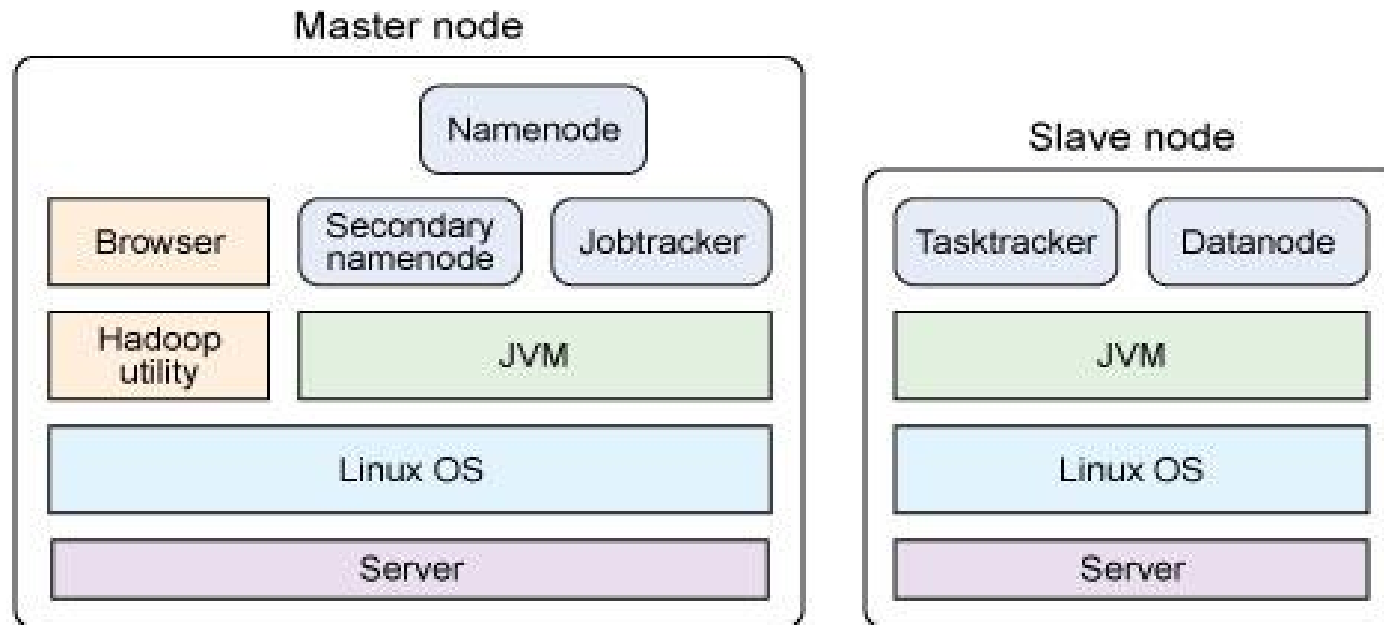 Master node
Namenode
Browser
Secondary
namenode
Jobtracker
Hadoop
utility
JVM
Linux OS
Server
Slave node
Tasktracker
Datanode
JVM
Linux OS
Server